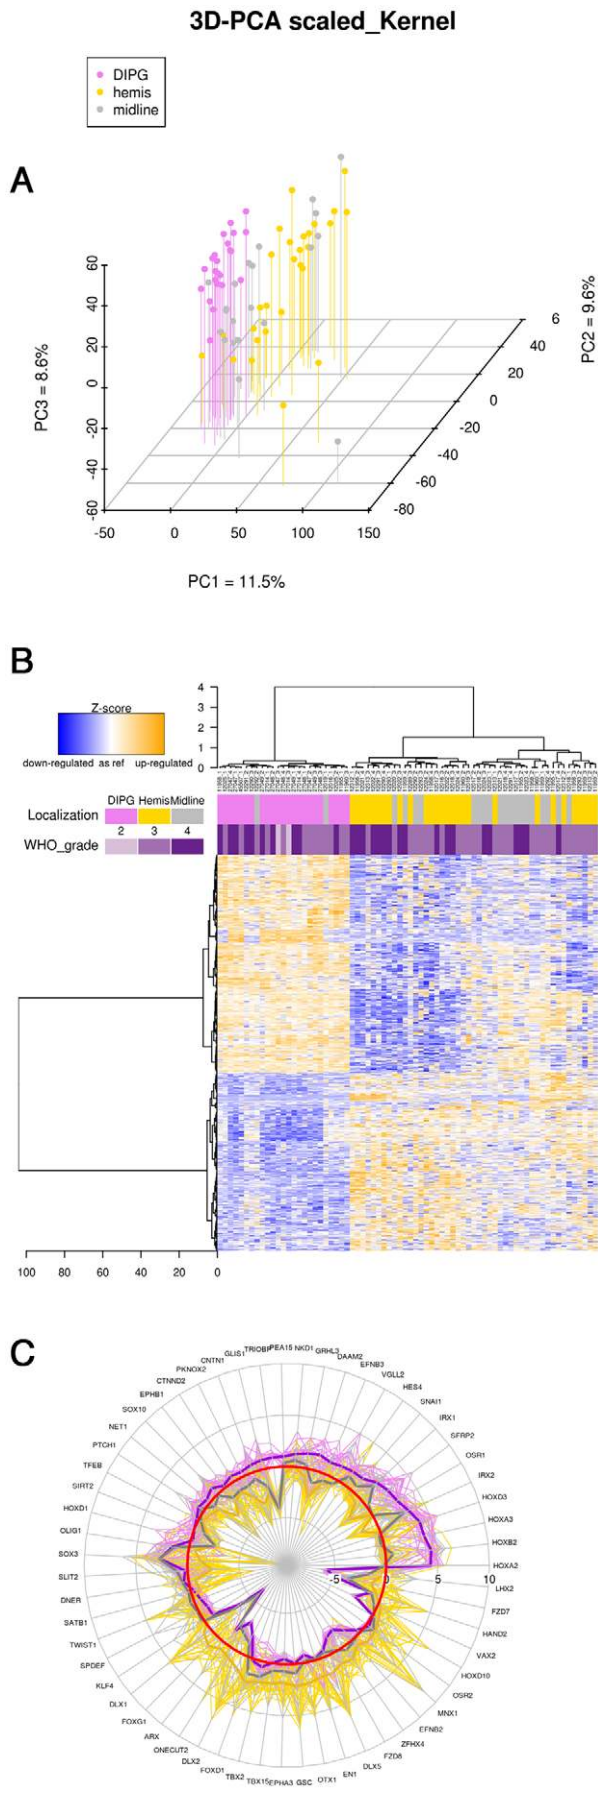 3D-PCA scaled_Kernel
DIPG
hemis
midline
A
60
40
20
0
-20
-40
-60
PC3 = 8.6%
6
40
20
0
-20
-40
-60
-80
PC2 = 9.6%
-50 0 50 100 150
PC1 = 11.5%
B
Z-score
down-regulated as ref up-regulated
4
3
2
1
0
DIPG Hemis Midline
Localization
2 3 4
WHO_grade
100 80 60 40 20 0
C
PEA15
NKD1
GRHL3
DAAM2
EFNB3
VGLL2
HES4
SNAI1
IRX1
SFRP2
OSR1
IRX2
HOXD3
HOXA3
HOXB2
HOXA2
LHX2
FZD7
HAND2
VAX2
HOXD10
OSR2
MNX1
EFNB2
ZFHX4
FZD8
DLX5
EN1
OTX1
GSC
EPHA3
TBX15
TBX2
FOXD1
DLX2
ONECUT2
ARX
FOXG1
DLX1
KLF4
SPDEF
TWIST1
SATB1
DNER
SLIT2
SOX3
OLIG1
HOXD1
SIRT2
TFEB
PTCH1
NET1
SOX10
EPHB1
CTNND2
PKNOX2
CNTN1
GLIS1
TRIOBP
-5 0 5 10